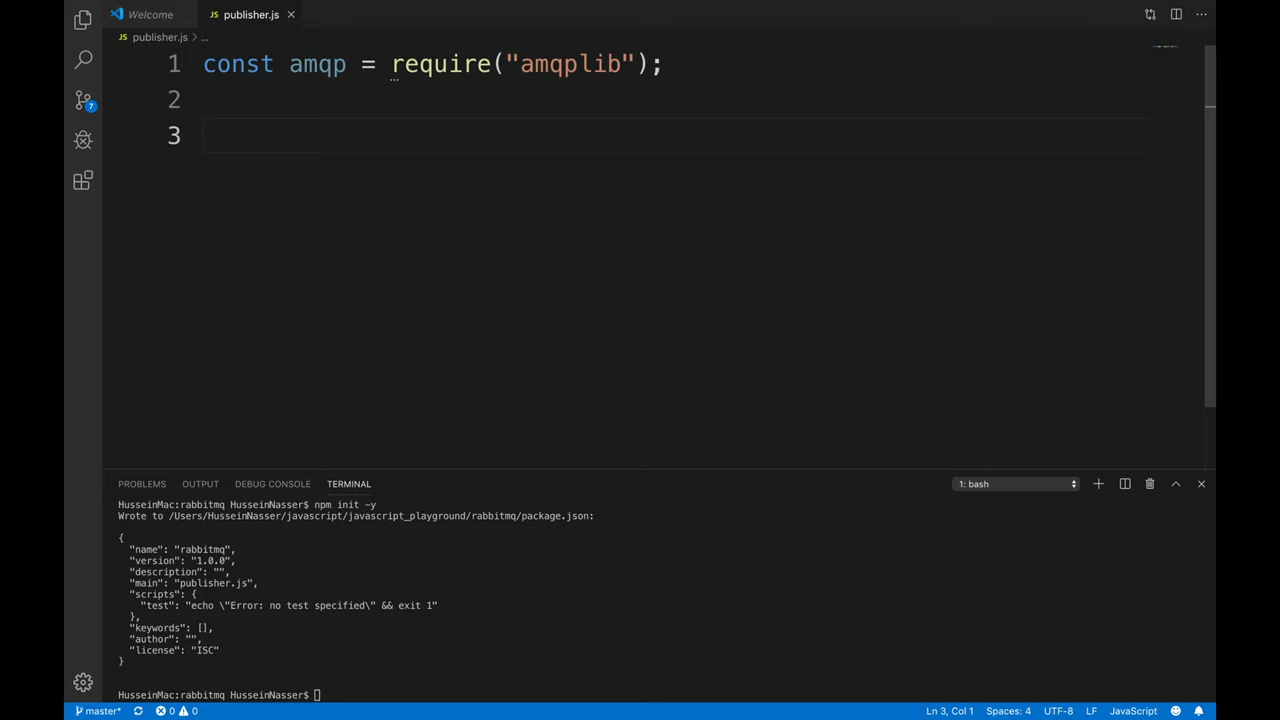 Welcome
JS publisher.js
JS publisher.js > ...
1 const amqp = require("amqplib");
2
3
7
PROBLEMS OUTPUT DEBUG CONSOLE TERMINAL
1: bash
HusseinMac:rabbitmq HusseinNasser$ npm init -y
Wrote to /Users/HusseinNasser/javascript/javascript_playground/rabbitmq/package.json:
{
"name": "rabbitmq",
"version": "1.0.0",
"description": "",
"main": "publisher.js",
"scripts": {
"test": "echo \"Error: no test specified\" && exit 1"
},
"keywords": [],
"author": "",
"license": "ISC"
}
HusseinMac:rabbitmq HusseinNasser$
master* 0 0 Ln 3, Col 1 Spaces: 4 UTF-8 LF JavaScript